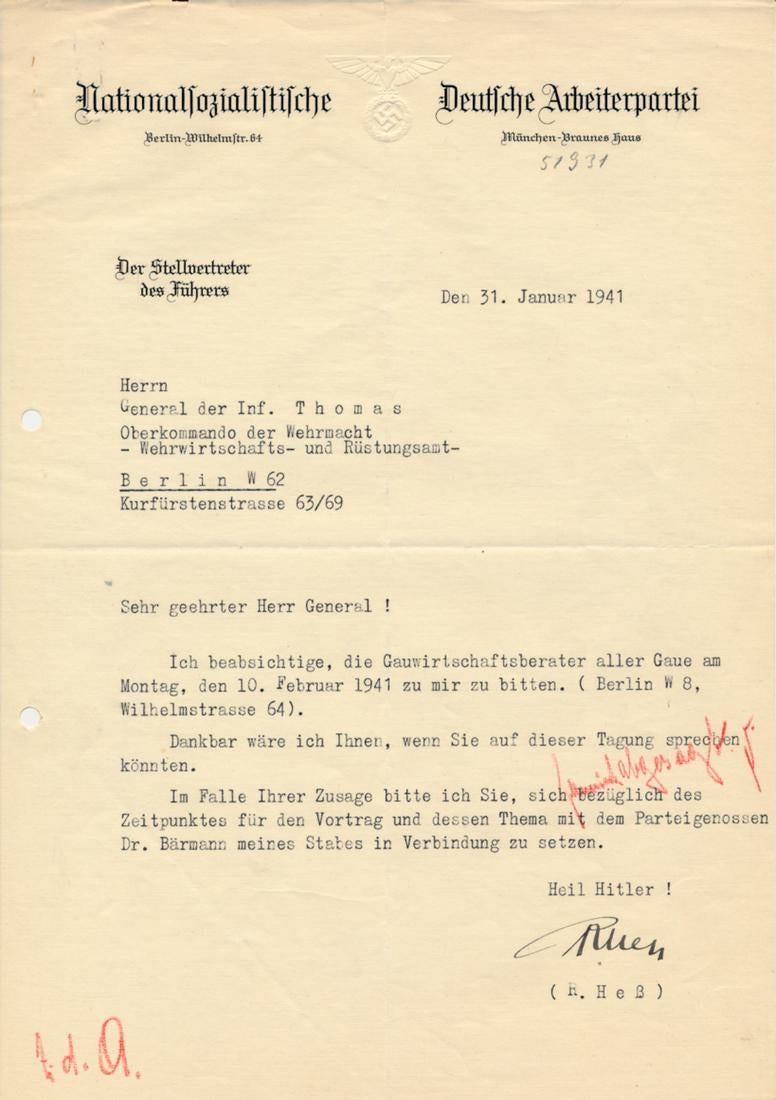 Nationalsozialistische Deutsche Arbeiterpartei
Berlin-Wilhelmstr. 64 München-Braunes Haus
51931
Der Stellvertreter
des Führers
Den 31. Januar 1941
Herrn
General der Inf. T h o m a s
Oberkommando der Wehrmacht
- Wehrwirtschafts- und Rüstungsamt-
B e r l i n W 62
Kurfürstenstrasse 63/69
Sehr geehrter Herr General !
Ich beabsichtige, die Gauwirtschaftsberater aller Gaue am
Montag, den 10. Februar 1941 zu mir zu bitten. ( Berlin W 8,
Wilhelmstrasse 64).
Dankbar wäre ich Ihnen, wenn Sie auf dieser Tagung sprechen
könnten.
abgesagt
Im Falle Ihrer Zusage bitte ich Sie, sich bezüglich des
Zeitpunktes für den Vortrag und dessen Thema mit dem Parteigenossen
Dr. Bärmann meines Stabes in Verbindung zu setzen.
Heil Hitler !
RHeß
( R. H e ß )
z. d. A.